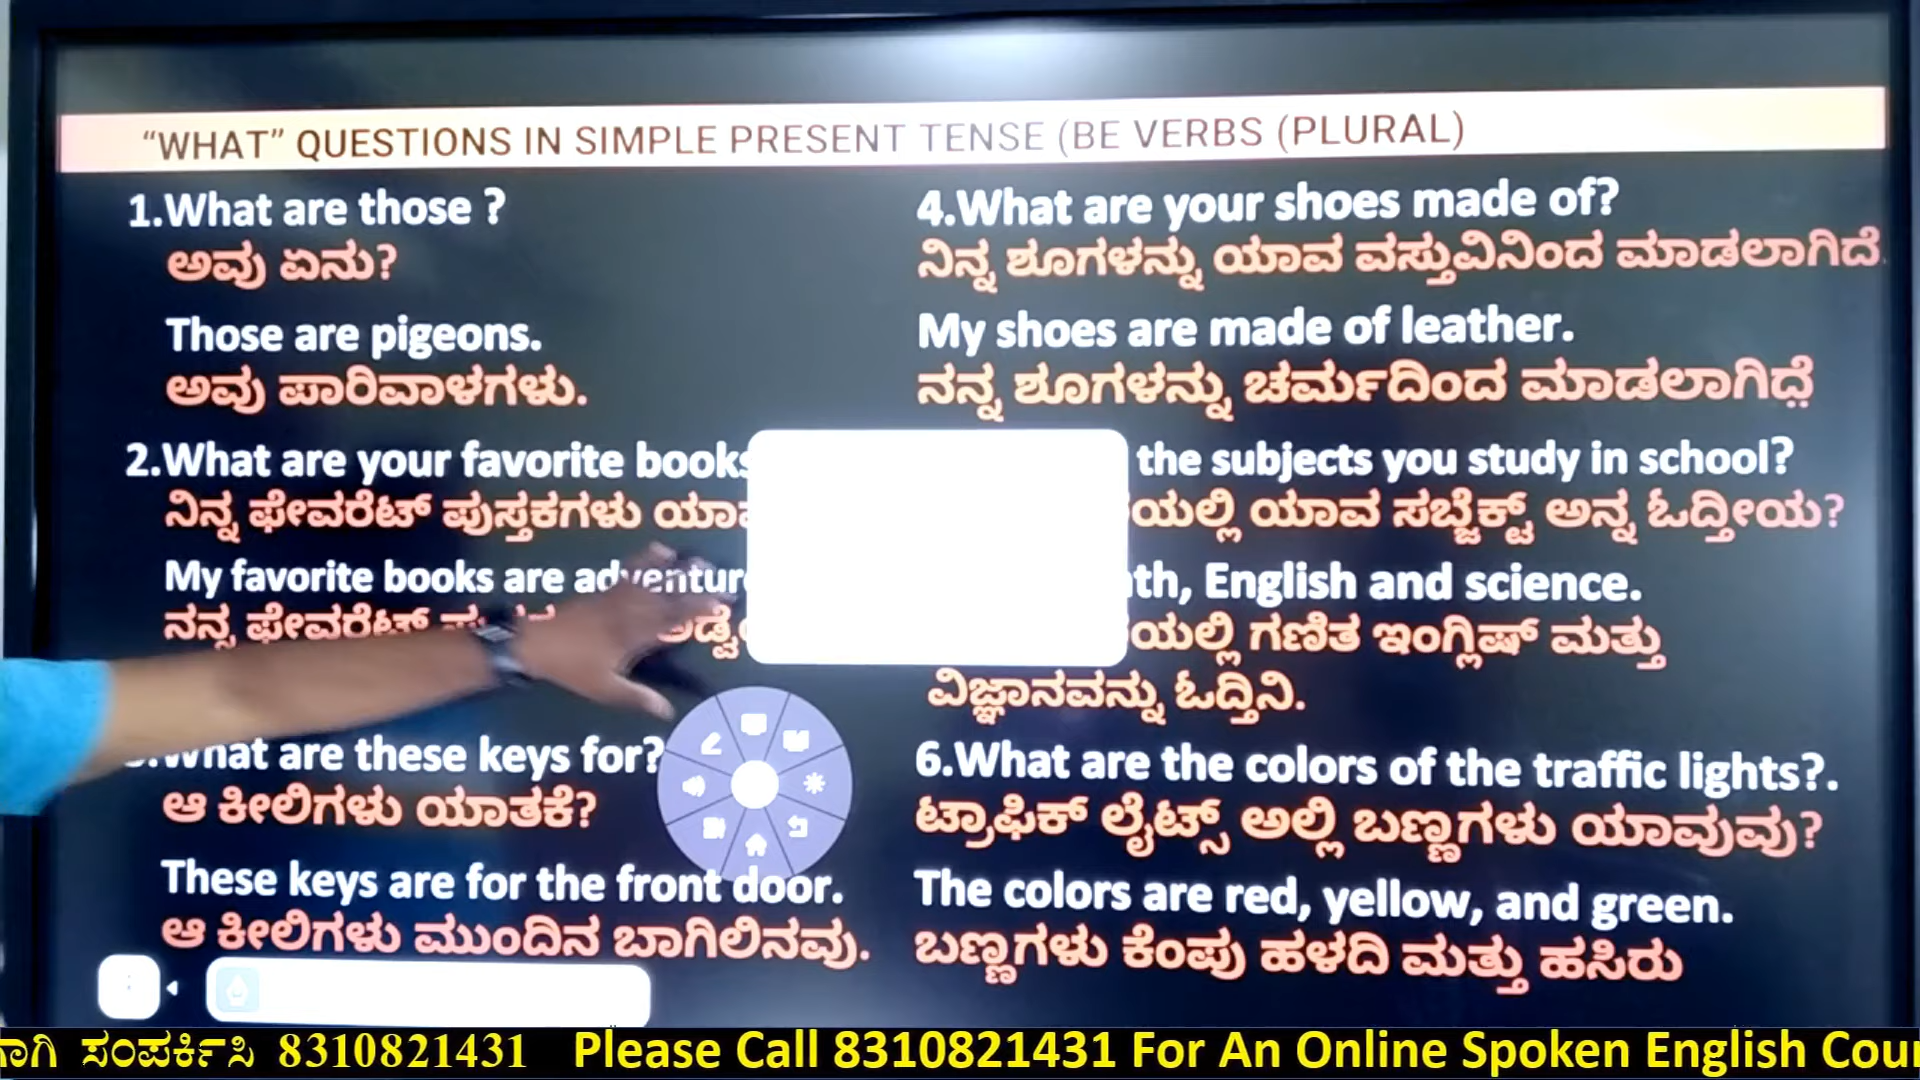 “WHAT” QUESTIONS IN SIMPLE PRESENT TENSE (BE VERBS (PLURAL)
1.What are those ?
ಅವು ಏನು?
Those are pigeons.
ಅವು ಪಾರಿವಾಳಗಳು.
2.What are your favorite books
ನಿನ್ನ ಫೇವರೆಟ್ ಪುಸ್ತಕಗಳು
My favorite books are adventure
ನನ್ನ ಫೇವರೆಟ್
What are these keys for?
ಆ ಕೀಲಿಗಳು ಯಾತಕೆ?
These keys are for the front door.
ಆ ಕೀಲಿಗಳು ಮುಂದಿನ ಬಾಗಿಲಿನವು.
4.What are your shoes made of?
ನಿನ್ನ ಶೂಗಳನ್ನು ಯಾವ ವಸ್ತುವಿನಿಂದ ಮಾಡಲಾಗಿದೆ.
My shoes are made of leather.
ನನ್ನ ಶೂಗಳನ್ನು ಚರ್ಮದಿಂದ ಮಾಡಲಾಗಿದೆ.
the subjects you study in school?
ಯಲ್ಲಿ ಯಾವ ಸಬ್ಜೆಕ್ಟ್ ಅನ್ನ ಓದ್ತೀಯ?
th, English and science.
ಯಲ್ಲಿ ಗಣಿತ ಇಂಗ್ಲಿಷ್ ಮತ್ತು
ವಿಜ್ಞಾನವನ್ನು ಓದ್ತಿನಿ.
6.What are the colors of the traffic lights?.
ಟ್ರಾಫಿಕ್ ಲೈಟ್ಸ್ ಅಲ್ಲಿ ಬಣ್ಣಗಳು ಯಾವುವು?
The colors are red, yellow, and green.
ಬಣ್ಣಗಳು ಕೆಂಪು ಹಳದಿ ಮತ್ತು ಹಸಿರು
ಗಾಗಿ ಸಂಪರ್ಕಿಸಿ 8310821431 Please Call 8310821431 For An Online Spoken English Cour